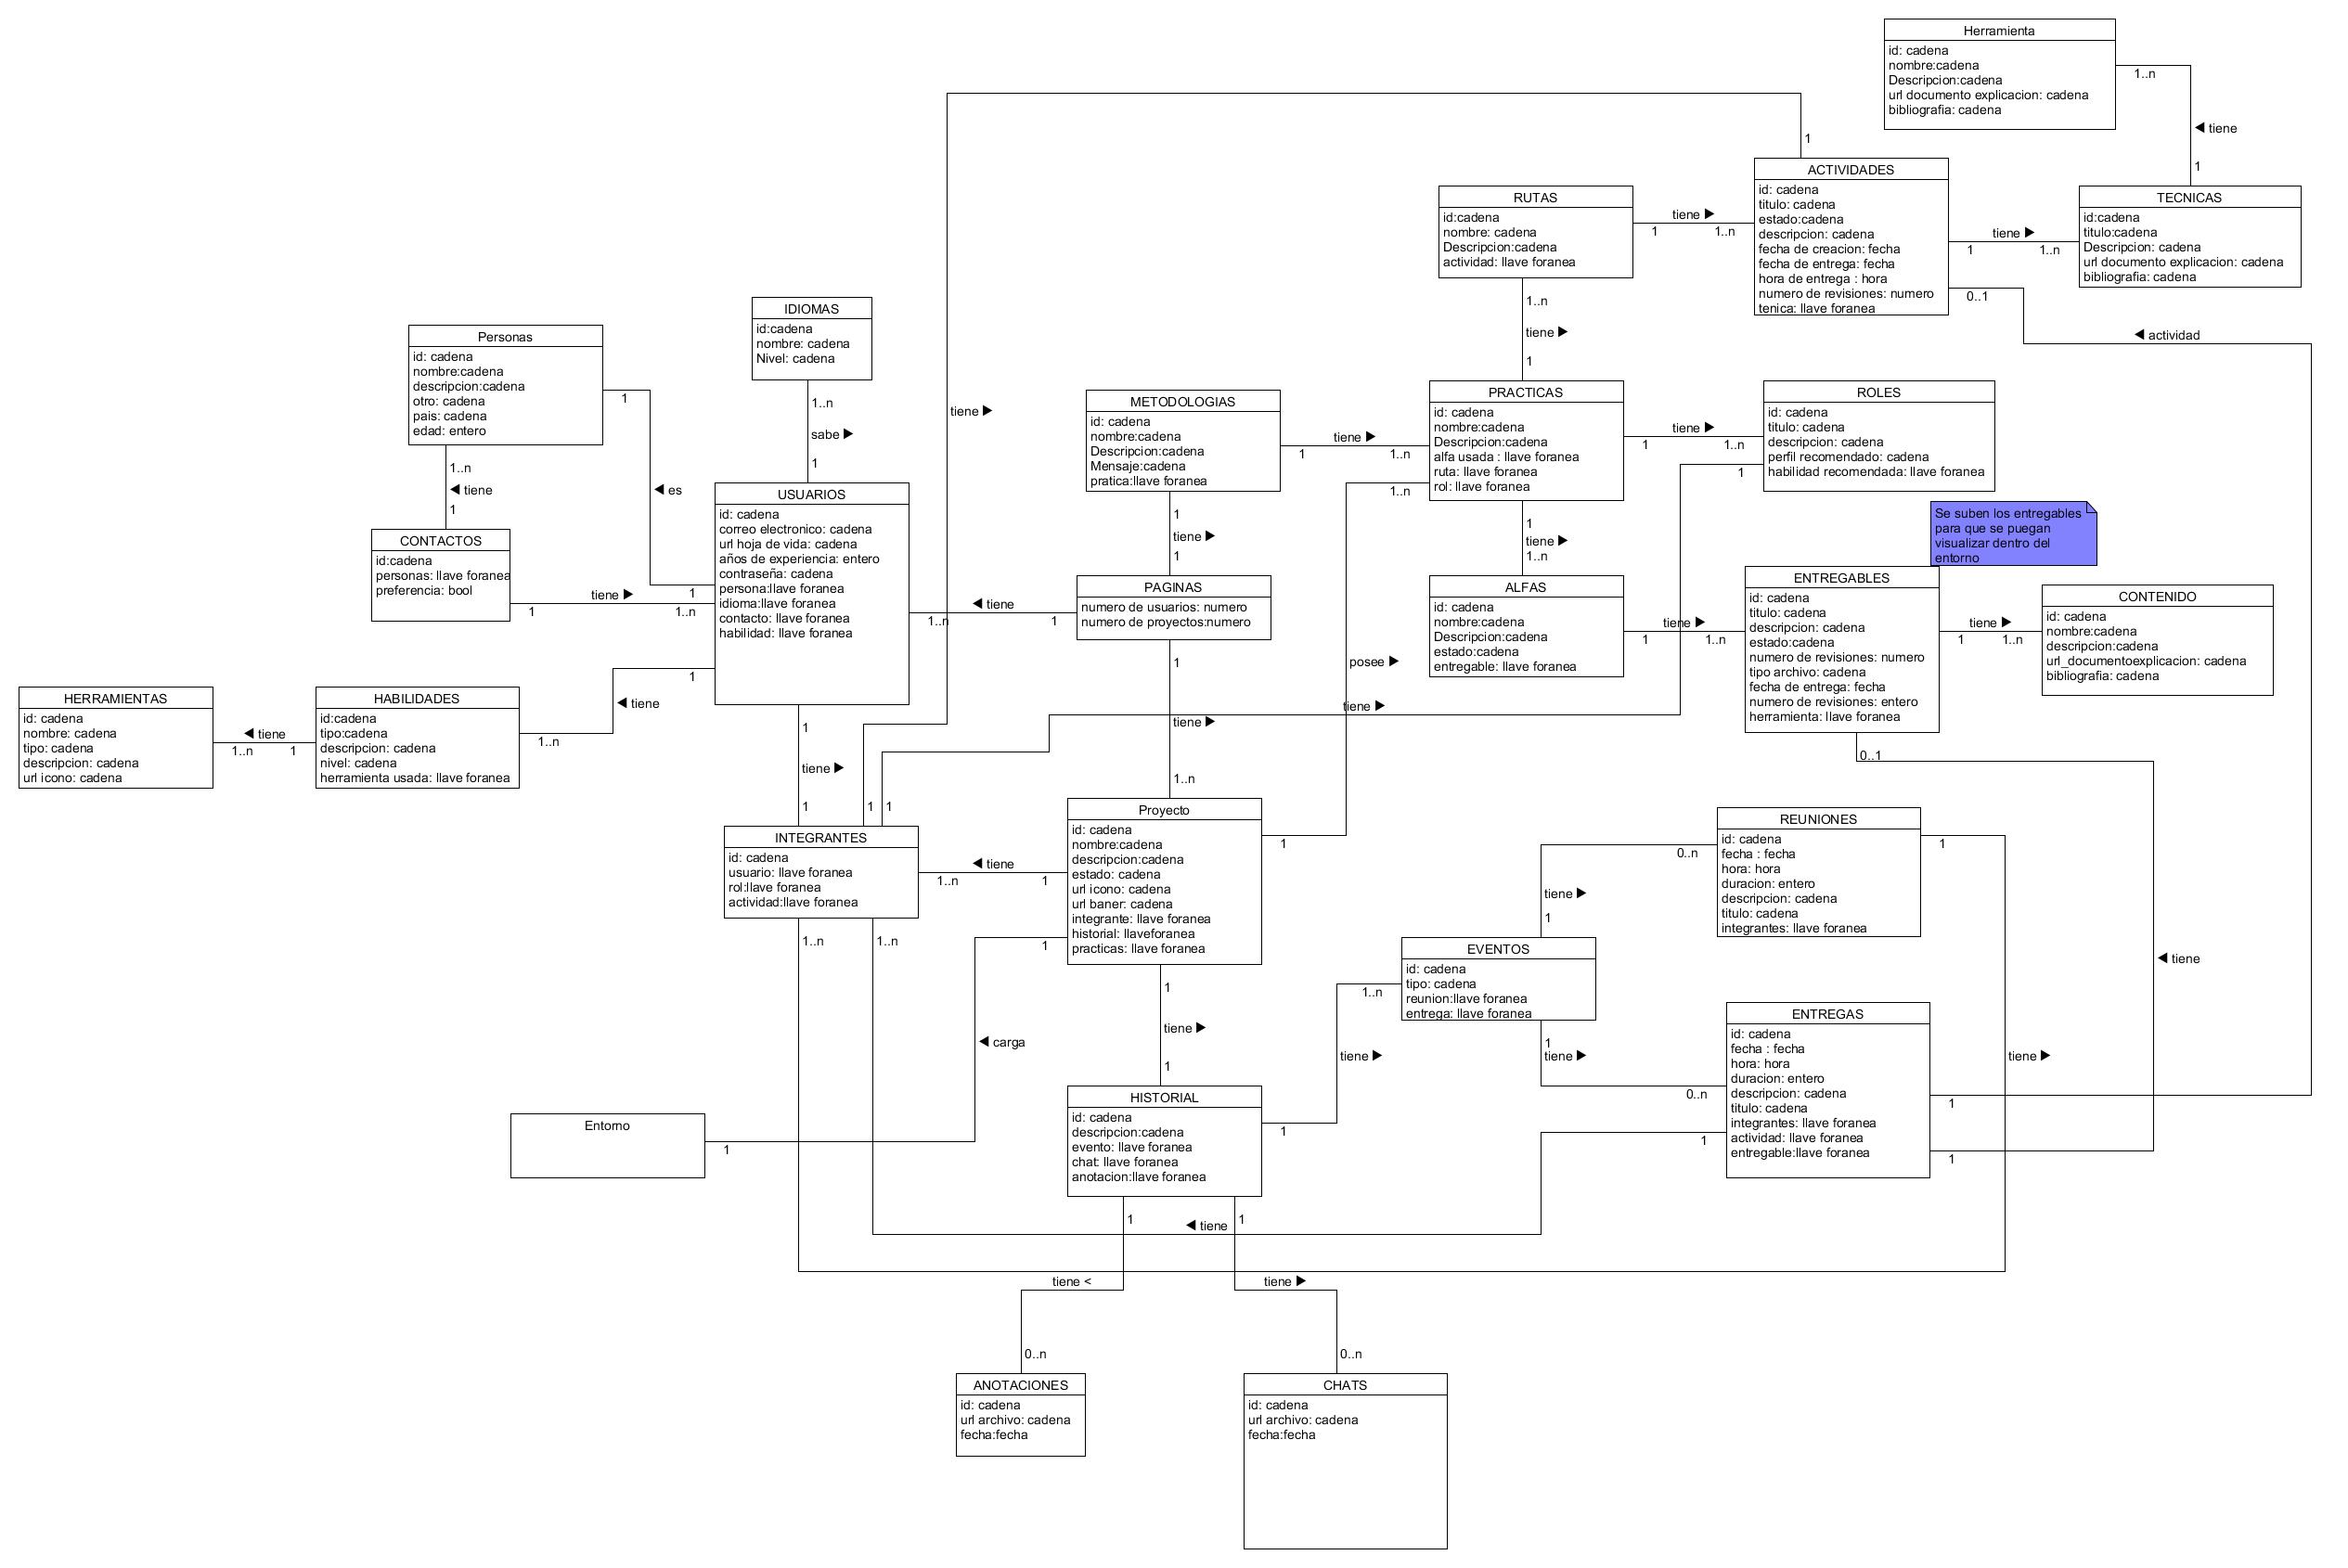 Herramienta
id: cadena
nombre:cadena
Descripcion:cadena
url documento explicacion: cadena
bibliografia: cadena
1..n
◀ tiene
1
1
ACTIVIDADES
id: cadena
titulo: cadena
estado:cadena
descripcion: cadena
fecha de creacion: fecha
fecha de entrega: fecha
hora de entrega : hora
numero de revisiones: numero
tenica: llave foranea
RUTAS
id:cadena
nombre: cadena
Descripcion:cadena
actividad: llave foranea
tiene ▶
1
1..n
TECNICAS
id:cadena
titulo:cadena
Descripcion: cadena
url documento explicacion: cadena
bibliografia: cadena
tiene ▶
1
1..n
0..1
◀ actividad
1..n
tiene ▶
1
IDIOMAS
id:cadena
nombre: cadena
Nivel: cadena
1..n
sabe ▶
1
Personas
id: cadena
nombre:cadena
descripcion:cadena
otro: cadena
pais: cadena
edad: entero
1
◀ es
1
1..n
◀ tiene
1
tiene ▶
METODOLOGIAS
id: cadena
nombre:cadena
Descripcion:cadena
Mensaje:cadena
pratica:llave foranea
tiene ▶
1
1..n
PRACTICAS
id: cadena
nombre:cadena
Descripcion:cadena
alfa usada : llave foranea
ruta: llave foranea
rol: llave foranea
1..n
tiene ▶
1
1..n
ROLES
id: cadena
titulo: cadena
descripcion: cadena
perfil recomendado: cadena
habilidad recomendada: llave foranea
1
USUARIOS
id: cadena
correo electronico: cadena
url hoja de vida: cadena
años de experiencia: entero
contraseña: cadena
persona:llave foranea
idioma:llave foranea
contacto: llave foranea
habilidad: llave foranea
CONTACTOS
id:cadena
personas: llave foranea
preferencia: bool
tiene ▶
1
1..n
1
tiene ▶
1
1
tiene ▶
1..n
Se suben los entregables
para que se puegan
visualizar dentro del
entorno
PAGINAS
numero de usuarios: numero
numero de proyectos:numero
◀ tiene
1..n
1
ALFAS
id: cadena
nombre:cadena
Descripcion:cadena
estado:cadena
entregable: llave foranea
tiene ▶
1
1..n
ENTREGABLES
id: cadena
titulo: cadena
descripcion: cadena
estado:cadena
numero de revisiones: numero
tipo archivo: cadena
fecha de entrega: fecha
numero de revisiones: entero
herramienta: llave foranea
tiene ▶
1
1..n
CONTENIDO
id: cadena
nombre:cadena
descripcion:cadena
url_documentoexplicacion: cadena
bibliografia: cadena
1
tiene ▶
1..n
posee ▶
tiene ▶
1
◀ tiene
1..n
HERRAMIENTAS
id: cadena
nombre: cadena
tipo: cadena
descripcion: cadena
url icono: cadena
◀ tiene
1..n
1
HABILIDADES
id:cadena
tipo:cadena
descripcion: cadena
nivel: cadena
herramienta usada: llave foranea
1
tiene ▶
1
1
1
0..1
◀ tiene
INTEGRANTES
id: cadena
usuario: llave foranea
rol:llave foranea
actividad:llave foranea
◀ tiene
1..n
1
Proyecto
id: cadena
nombre:cadena
descripcion:cadena
estado: cadena
url icono: cadena
url baner: cadena
integrante: llave foranea
historial: llaveforanea
practicas: llave foranea
1
1
REUNIONES
id: cadena
fecha : fecha
hora: hora
duracion: entero
descripcion: cadena
titulo: cadena
integrantes: llave foranea
0..n
1
tiene ▶
1
1..n
1..n
EVENTOS
id: cadena
tipo: cadena
reunion:llave foranea
entrega: llave foranea
1..n
tiene ▶
1
tiene ▶
0..n
1
tiene ▶
1
◀ carga
ENTREGAS
id: cadena
fecha : fecha
hora: hora
duracion: entero
descripcion: cadena
titulo: cadena
integrantes: llave foranea
actividad: llave foranea
entregable:llave foranea
1
1
1
tiene ▶
HISTORIAL
id: cadena
descripcion:cadena
evento: llave foranea
chat: llave foranea
anotacion:llave foranea
1
Entorno
1
1
◀ tiene
1
tiene <
tiene ▶
0..n
0..n
ANOTACIONES
id: cadena
url archivo: cadena
fecha:fecha
CHATS
id: cadena
url archivo: cadena
fecha:fecha